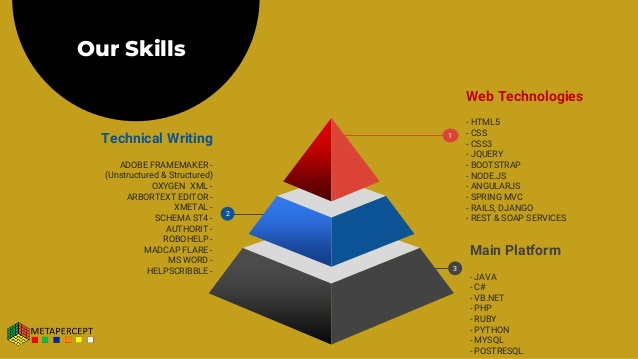 Our Skills
Web Technologies
- HTML5
- CSS
- CSS3
- JQUERY
- BOOTSTRAP
- NODE.JS
- ANGULARJS
- SPRING MVC
- RAILS, DJANGO
- REST & SOAP SERVICES
1
Technical Writing
ADOBE FRAMEMAKER -
(Unstructured & Structured)
OXYGEN XML -
ARBORTEXT EDITOR -
XMETAL -
SCHEMA ST4 -
AUTHORIT -
ROBOHELP -
MADCAP FLARE -
MS WORD -
HELPSCRIBBLE -
2
Main Platform
- JAVA
- C#
- VB.NET
- PHP
- RUBY
- PYTHON
- MYSQL
- POSTRESQL
3
METAPERCEPT